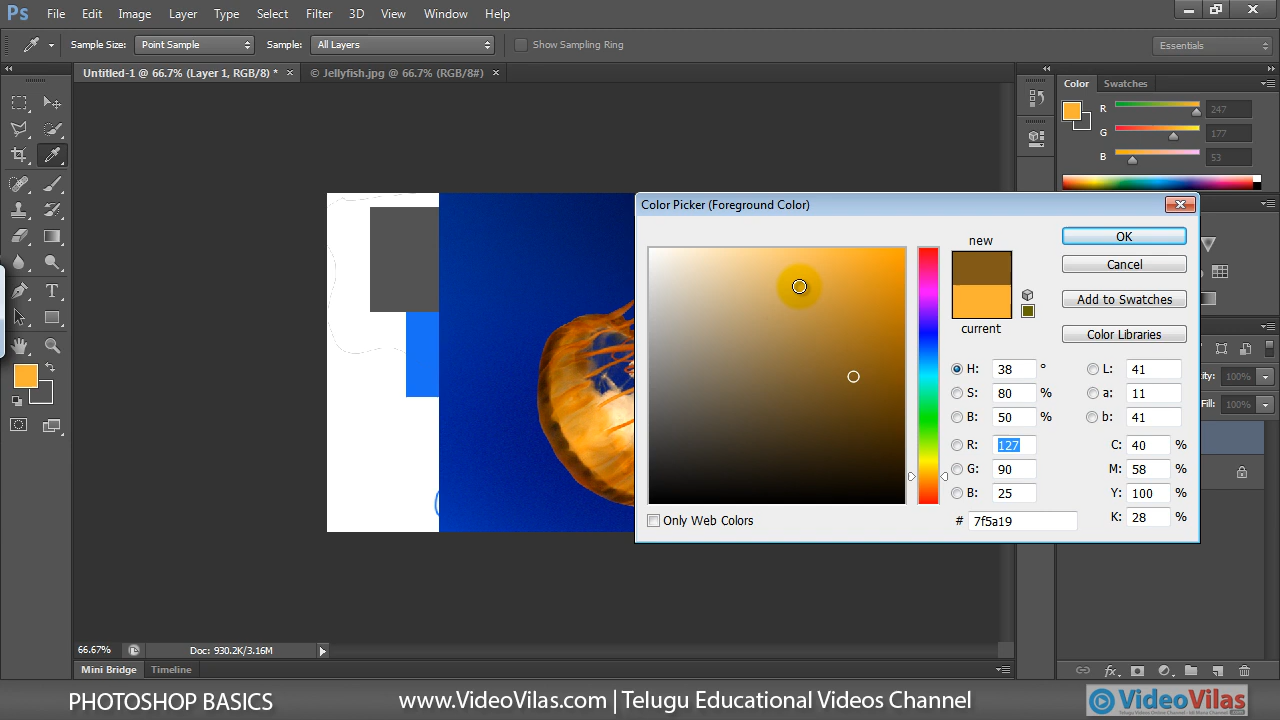 Ps File Edit Image Layer Type Select Filter 3D View Window Help
Sample Size: Point Sample Sample: All Layers Show Sampling Ring Essentials
Untitled-1 @ 66.7% (Layer 1, RGB/8) * × © Jellyfish.jpg @ 66.7% (RGB/8#) ×
Color Swatches
R 247
G 177
B 53
Color Picker (Foreground Color)
new
current
OK
Cancel
Add to Swatches
Color Libraries
H: 38 °
S: 80 %
B: 50 %
R: 127
G: 90
B: 25
# 7f5a19
L: 41
a: 11
b: 41
C: 40 %
M: 58 %
Y: 100 %
K: 28 %
Only Web Colors
100%
Fill: 100%
66.67% Doc: 930.2K/3.16M
Mini Bridge Timeline
PHOTOSHOP BASICS www.VideoVilas.com | Telugu Educational Videos Channel
VideoVilas